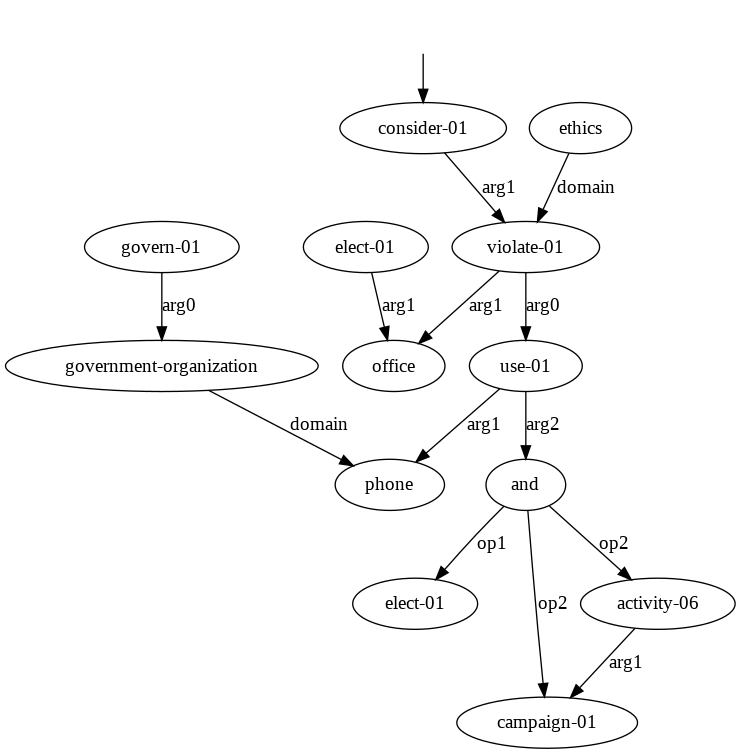 consider-01
ethics
arg1
domain
govern-01
elect-01
violate-01
arg0
arg1
arg1
arg0
government-organization
office
use-01
domain
arg1
arg2
phone
and
op1
op2
elect-01
op2
activity-06
arg1
campaign-01